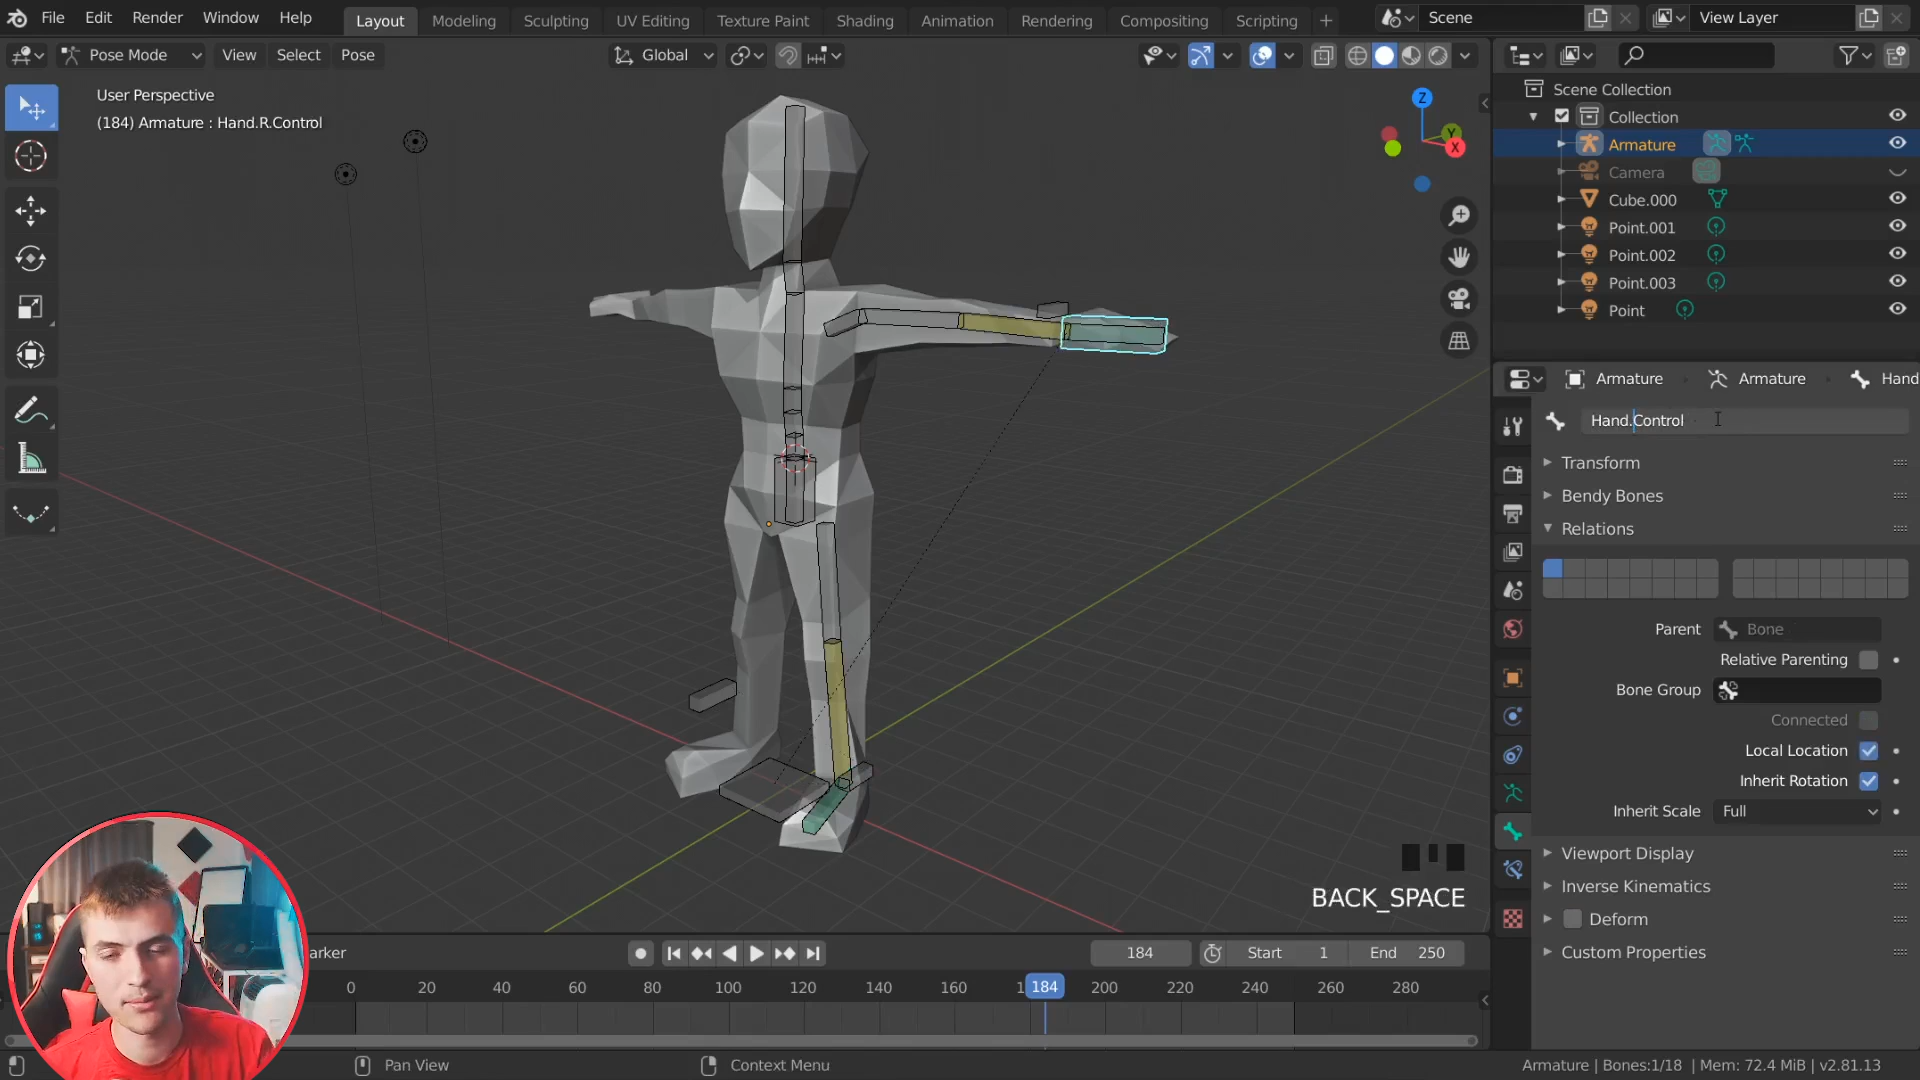 File Edit Render Window Help
Layout Modeling Sculpting UV Editing Texture Paint Shading Animation Rendering Compositing Scripting +
Scene
View Layer
Pose Mode View Select Pose
Global
User Perspective
(184) Armature : Hand.R.Control
Z
Y
X
Scene Collection
Collection
Armature
Camera
Cube.000
Point.001
Point.002
Point.003
Point
Armature Armature Hand
Hand.Control
Transform
Bendy Bones
Relations
Parent Bone
Relative Parenting
Bone Group
Connected
Local Location
Inherit Rotation
Inherit Scale Full
Viewport Display
Inverse Kinematics
Deform
Custom Properties
BACK_SPACE
arker
184 Start 1 End 250
0 20 40 60 80 100 120 140 160 1 184 200 220 240 260 280
Pan View
Context Menu
Armature | Bones:1/18 | Mem: 72.4 MiB | v2.81.13